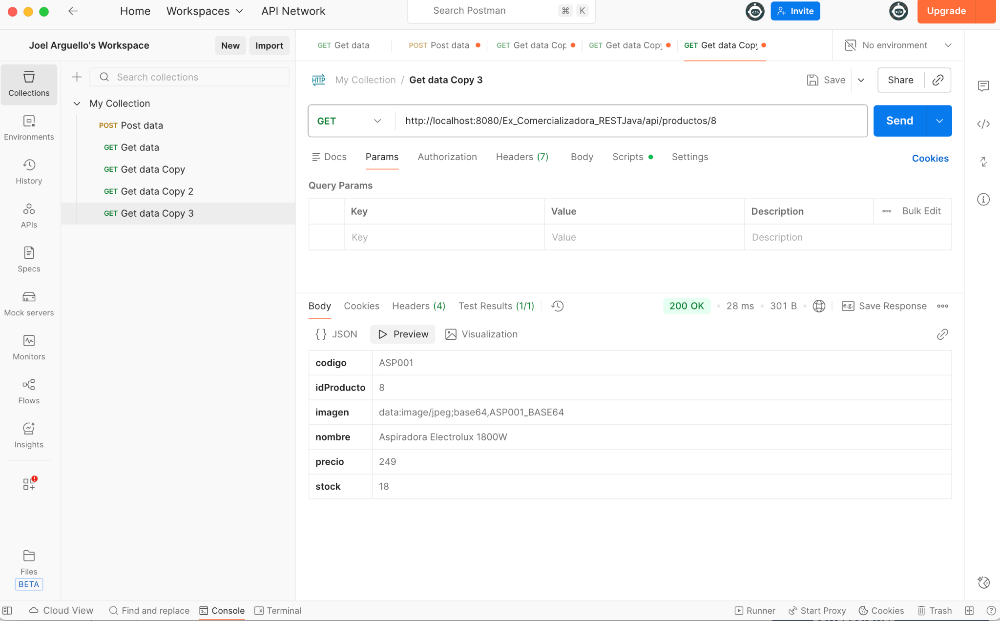 Home Workspaces API Network Search Postman ⌘ K Invite Upgrade
Joel Arguello's Workspace New Import
GET Get data POST Post data GET Get data Cop GET Get data Copy GET Get data Copy No environment
Collections
Environments
History
APIs
Specs
Mock servers
Monitors
Flows
Insights
Files
BETA
Search collections
My Collection
POST Post data
GET Get data
GET Get data Copy
GET Get data Copy 2
GET Get data Copy 3
HTTP My Collection / Get data Copy 3 Save Share
GET http://localhost:8080/Ex_Comercializadora_RESTJava/api/productos/8 Send
Docs Params Authorization Headers (7) Body Scripts Settings Cookies
Query Params
Key Value Description Bulk Edit
Key Value Description
Body Cookies Headers (4) Test Results (1/1) 200 OK 28 ms 301 B e.g. Save Response
{} JSON Preview Visualization
codigo ASP001
idProducto 8
imagen data:image/jpeg;base64,ASP001_BASE64
nombre Aspiradora Electrolux 1800W
precio 249
stock 18
Cloud View Find and replace Console Terminal Runner Start Proxy Cookies Trash